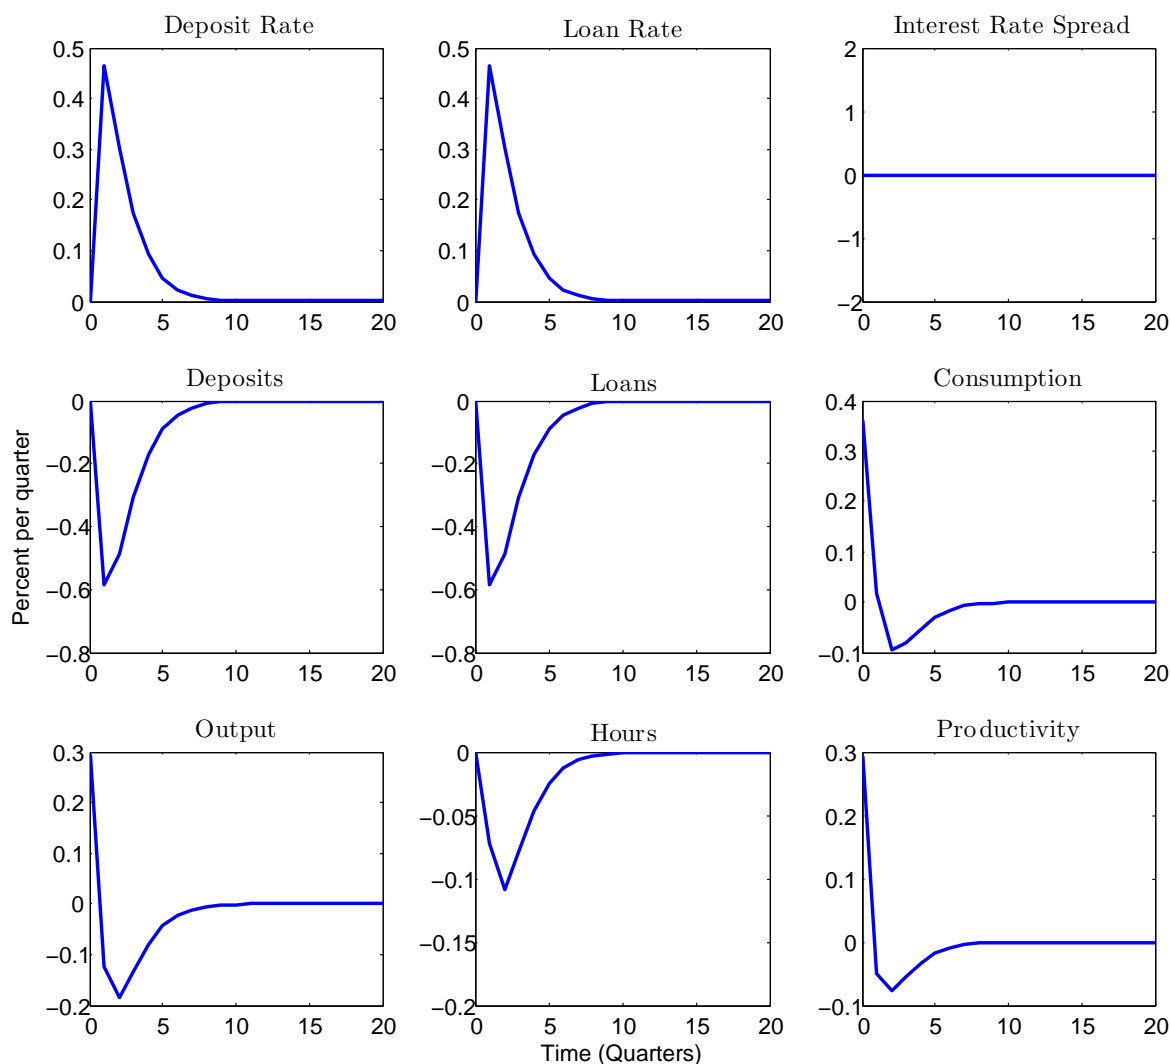 Deposit Rate
Loan Rate
Interest Rate Spread
0.5
0.4
0.3
0.2
0.1
0
0 5 10 15 20
0.5
0.4
0.3
0.2
0.1
0
0 5 10 15 20
2
1
0
−1
−2
0 5 10 15 20
Deposits
Loans
Consumption
Percent per quarter
0
−0.2
−0.4
−0.6
−0.8
0 5 10 15 20
0
−0.2
−0.4
−0.6
−0.8
0 5 10 15 20
0.4
0.3
0.2
0.1
0
−0.1
0 5 10 15 20
Output
Hours
Productivity
0.3
0.2
0.1
0
−0.1
−0.2
0 5 10 15 20
0
−0.05
−0.1
−0.15
−0.2
0 5 10 15 20
0.3
0.2
0.1
0
−0.1
0 5 10 15 20
Time (Quarters)